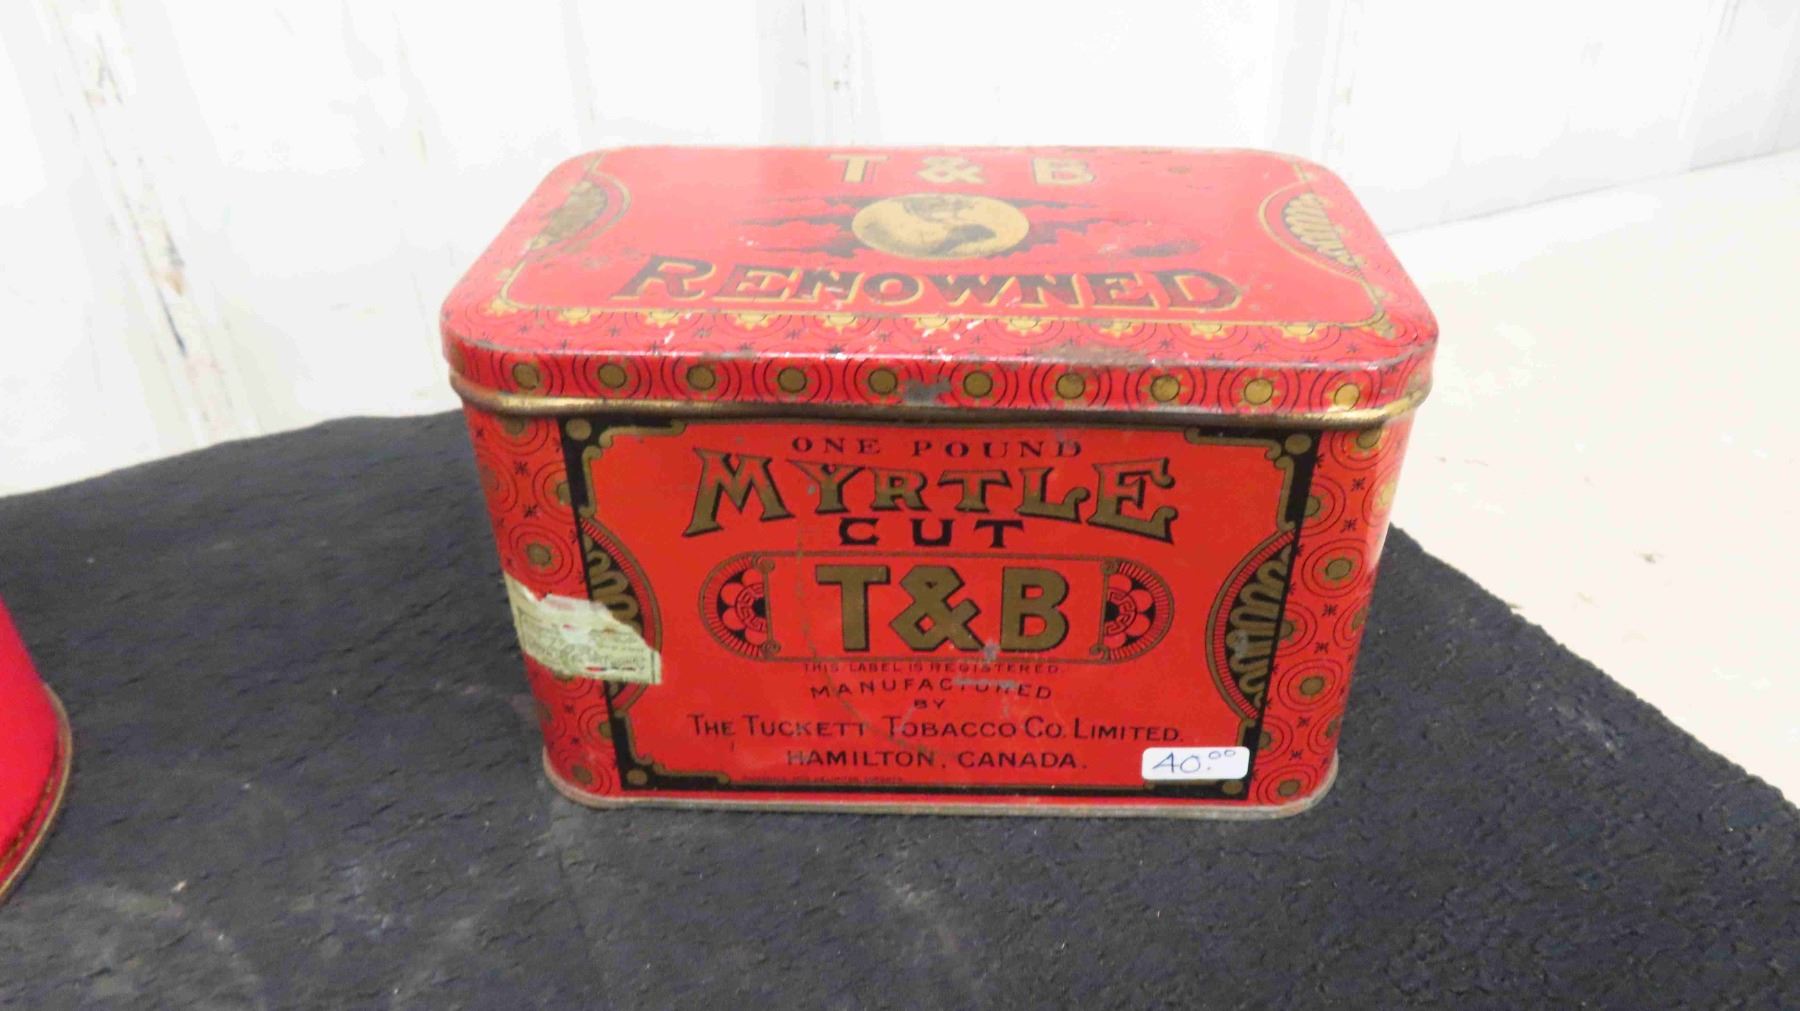 T & B
RENOWNED
ONE POUND
MYRTLE
CUT
T&B
THIS LABEL IS REGISTERED.
MANUFACTURED
BY
THE TUCKETT TOBACCO CO. LIMITED.
HAMILTON, CANADA.
40.00